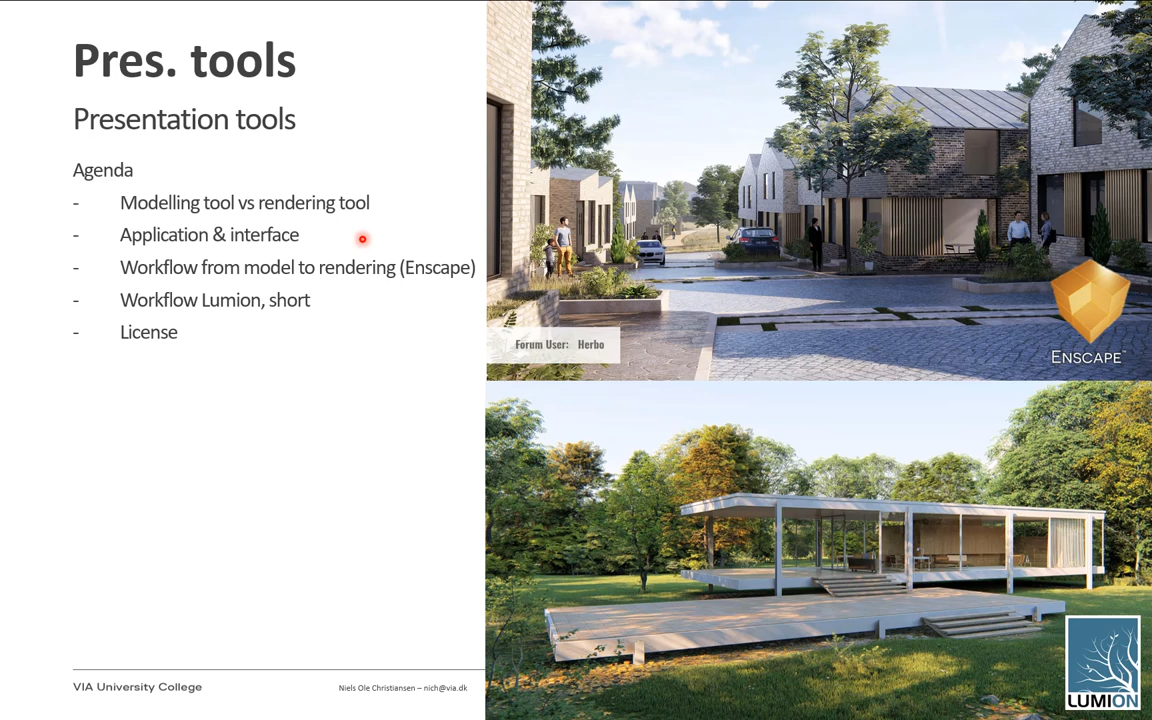 Pres. tools
Presentation tools
Agenda
- Modelling tool vs rendering tool
- Application & interface
- Workflow from model to rendering (Enscape)
- Workflow Lumion, short
- License
Forum User: Herbo
ENSCAPE™
LUMION
VIA University College
Niels Ole Christiansen – nich@via.dk